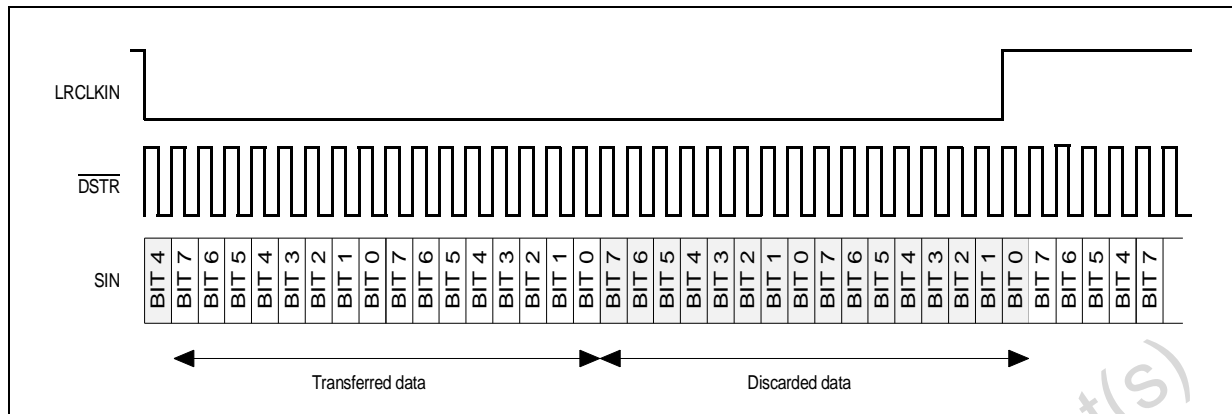 LRCLKIN
DSTR
SIN
BIT 4 BIT 7 BIT 6 BIT 5 BIT 4 BIT 3 BIT 2 BIT 1 BIT 0 BIT 7 BIT 6 BIT 5 BIT 4 BIT 3 BIT 2 BIT 1 BIT 0 BIT 7 BIT 6 BIT 5 BIT 4 BIT 3 BIT 2 BIT 1 BIT 0 BIT 7 BIT 6 BIT 5 BIT 4 BIT 3 BIT 2 BIT 1 BIT 0 BIT 7 BIT 6 BIT 5 BIT 4 BIT 7
Transferred data
Discarded data
t(s)